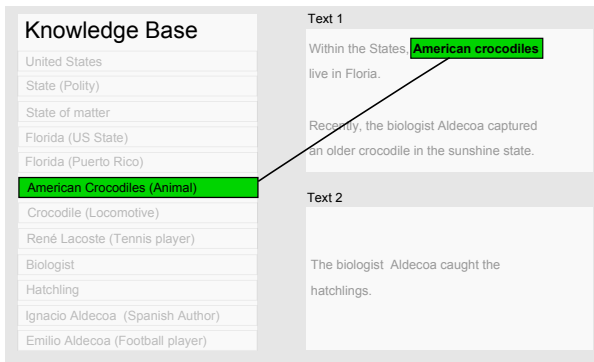 Knowledge Base
United States
State (Polity)
State of matter
Florida (US State)
Florida (Puerto Rico)
American Crocodiles (Animal)
Crocodile (Locomotive)
René Lacoste (Tennis player)
Biologist
Hatchling
Ignacio Aldecoa (Spanish Author)
Emilio Aldecoa (Football player)
Text 1
Within the States, American crocodiles
live in Floria.
Recently, the biologist Aldecoa captured
an older crocodile in the sunshine state.
Text 2
The biologist Aldecoa caught the
hatchlings.